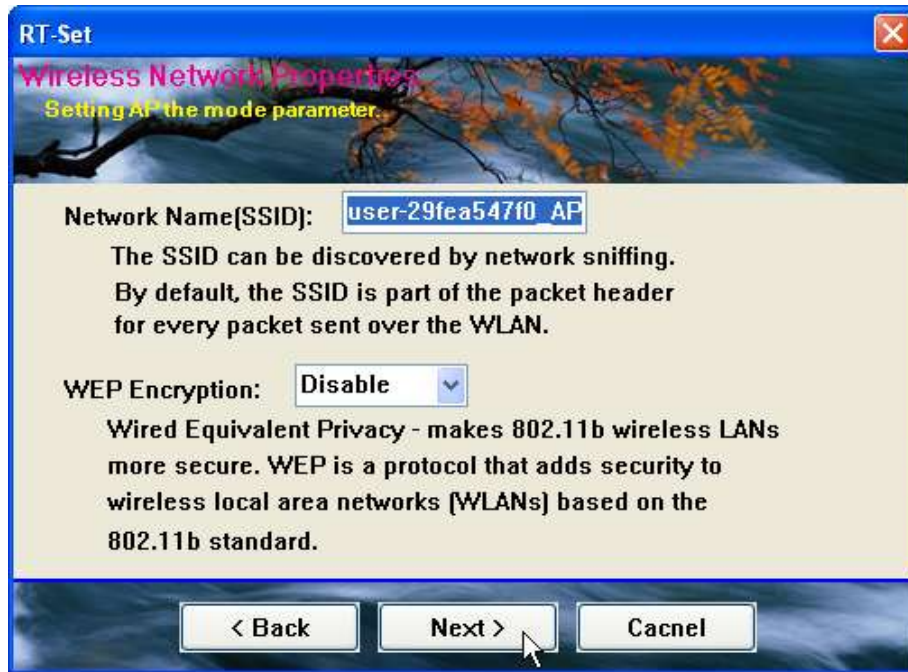 RT-Set
Wireless Network Properties
Setting AP the mode parameter.
Network Name(SSID): user-29fea547f0_AP
The SSID can be discovered by network sniffing.
By default, the SSID is part of the packet header
for every packet sent over the WLAN.
WEP Encryption: Disable
Wired Equivalent Privacy - makes 802.11b wireless LANs
more secure. WEP is a protocol that adds security to
wireless local area networks (WLANs) based on the
802.11b standard.
< Back Next > Cacnel